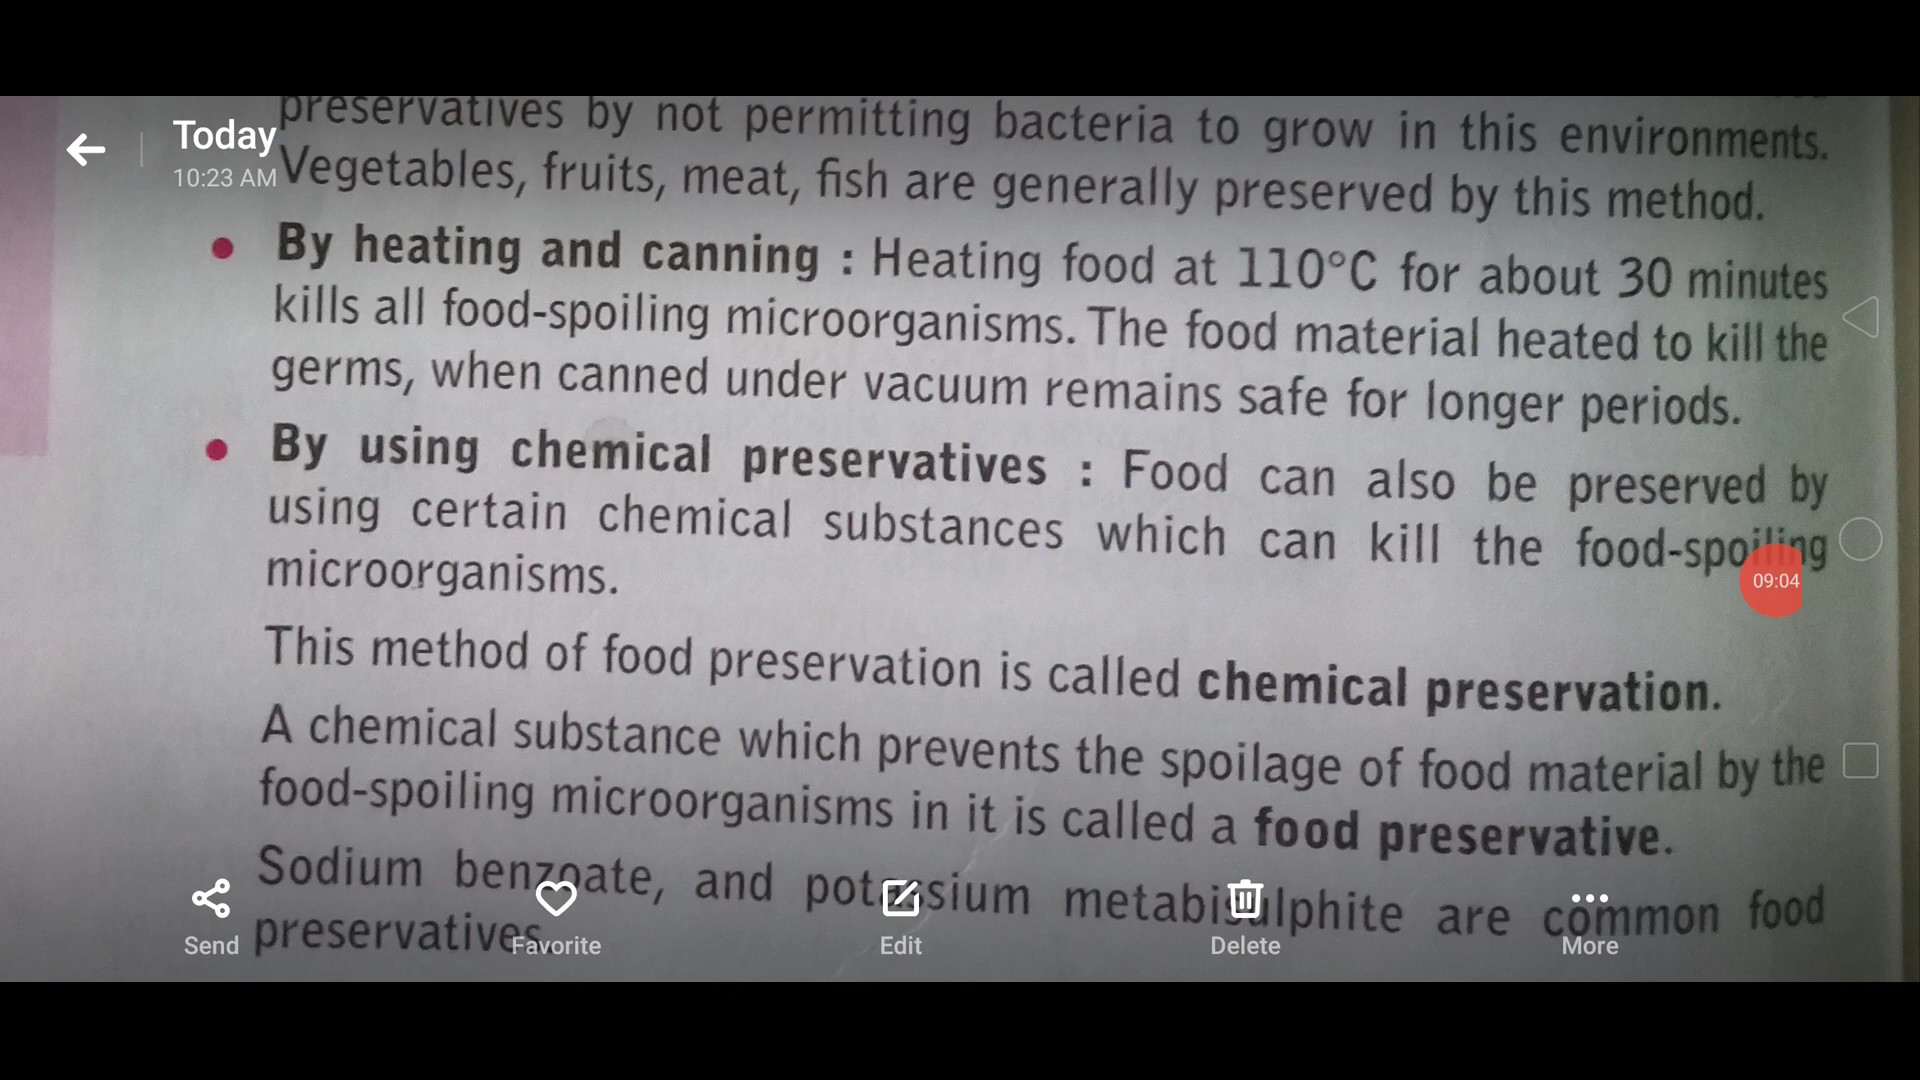 preservatives by not permitting bacteria to grow in this environments.
Today
10:23 AM
Vegetables, fruits, meat, fish are generally preserved by this method.
• By heating and canning : Heating food at 110°C for about 30 minutes
kills all food-spoiling microorganisms. The food material heated to kill the
germs, when canned under vacuum remains safe for longer periods.
• By using chemical preservatives : Food can also be preserved by
using certain chemical substances which can kill the food-spoiling
microorganisms.
09:04
This method of food preservation is called chemical preservation.
A chemical substance which prevents the spoilage of food material by the
food-spoiling microorganisms in it is called a food preservative.
Sodium benzoate, and potassium metabisulphite are common food
preservatives.
Send Favorite Edit Delete More